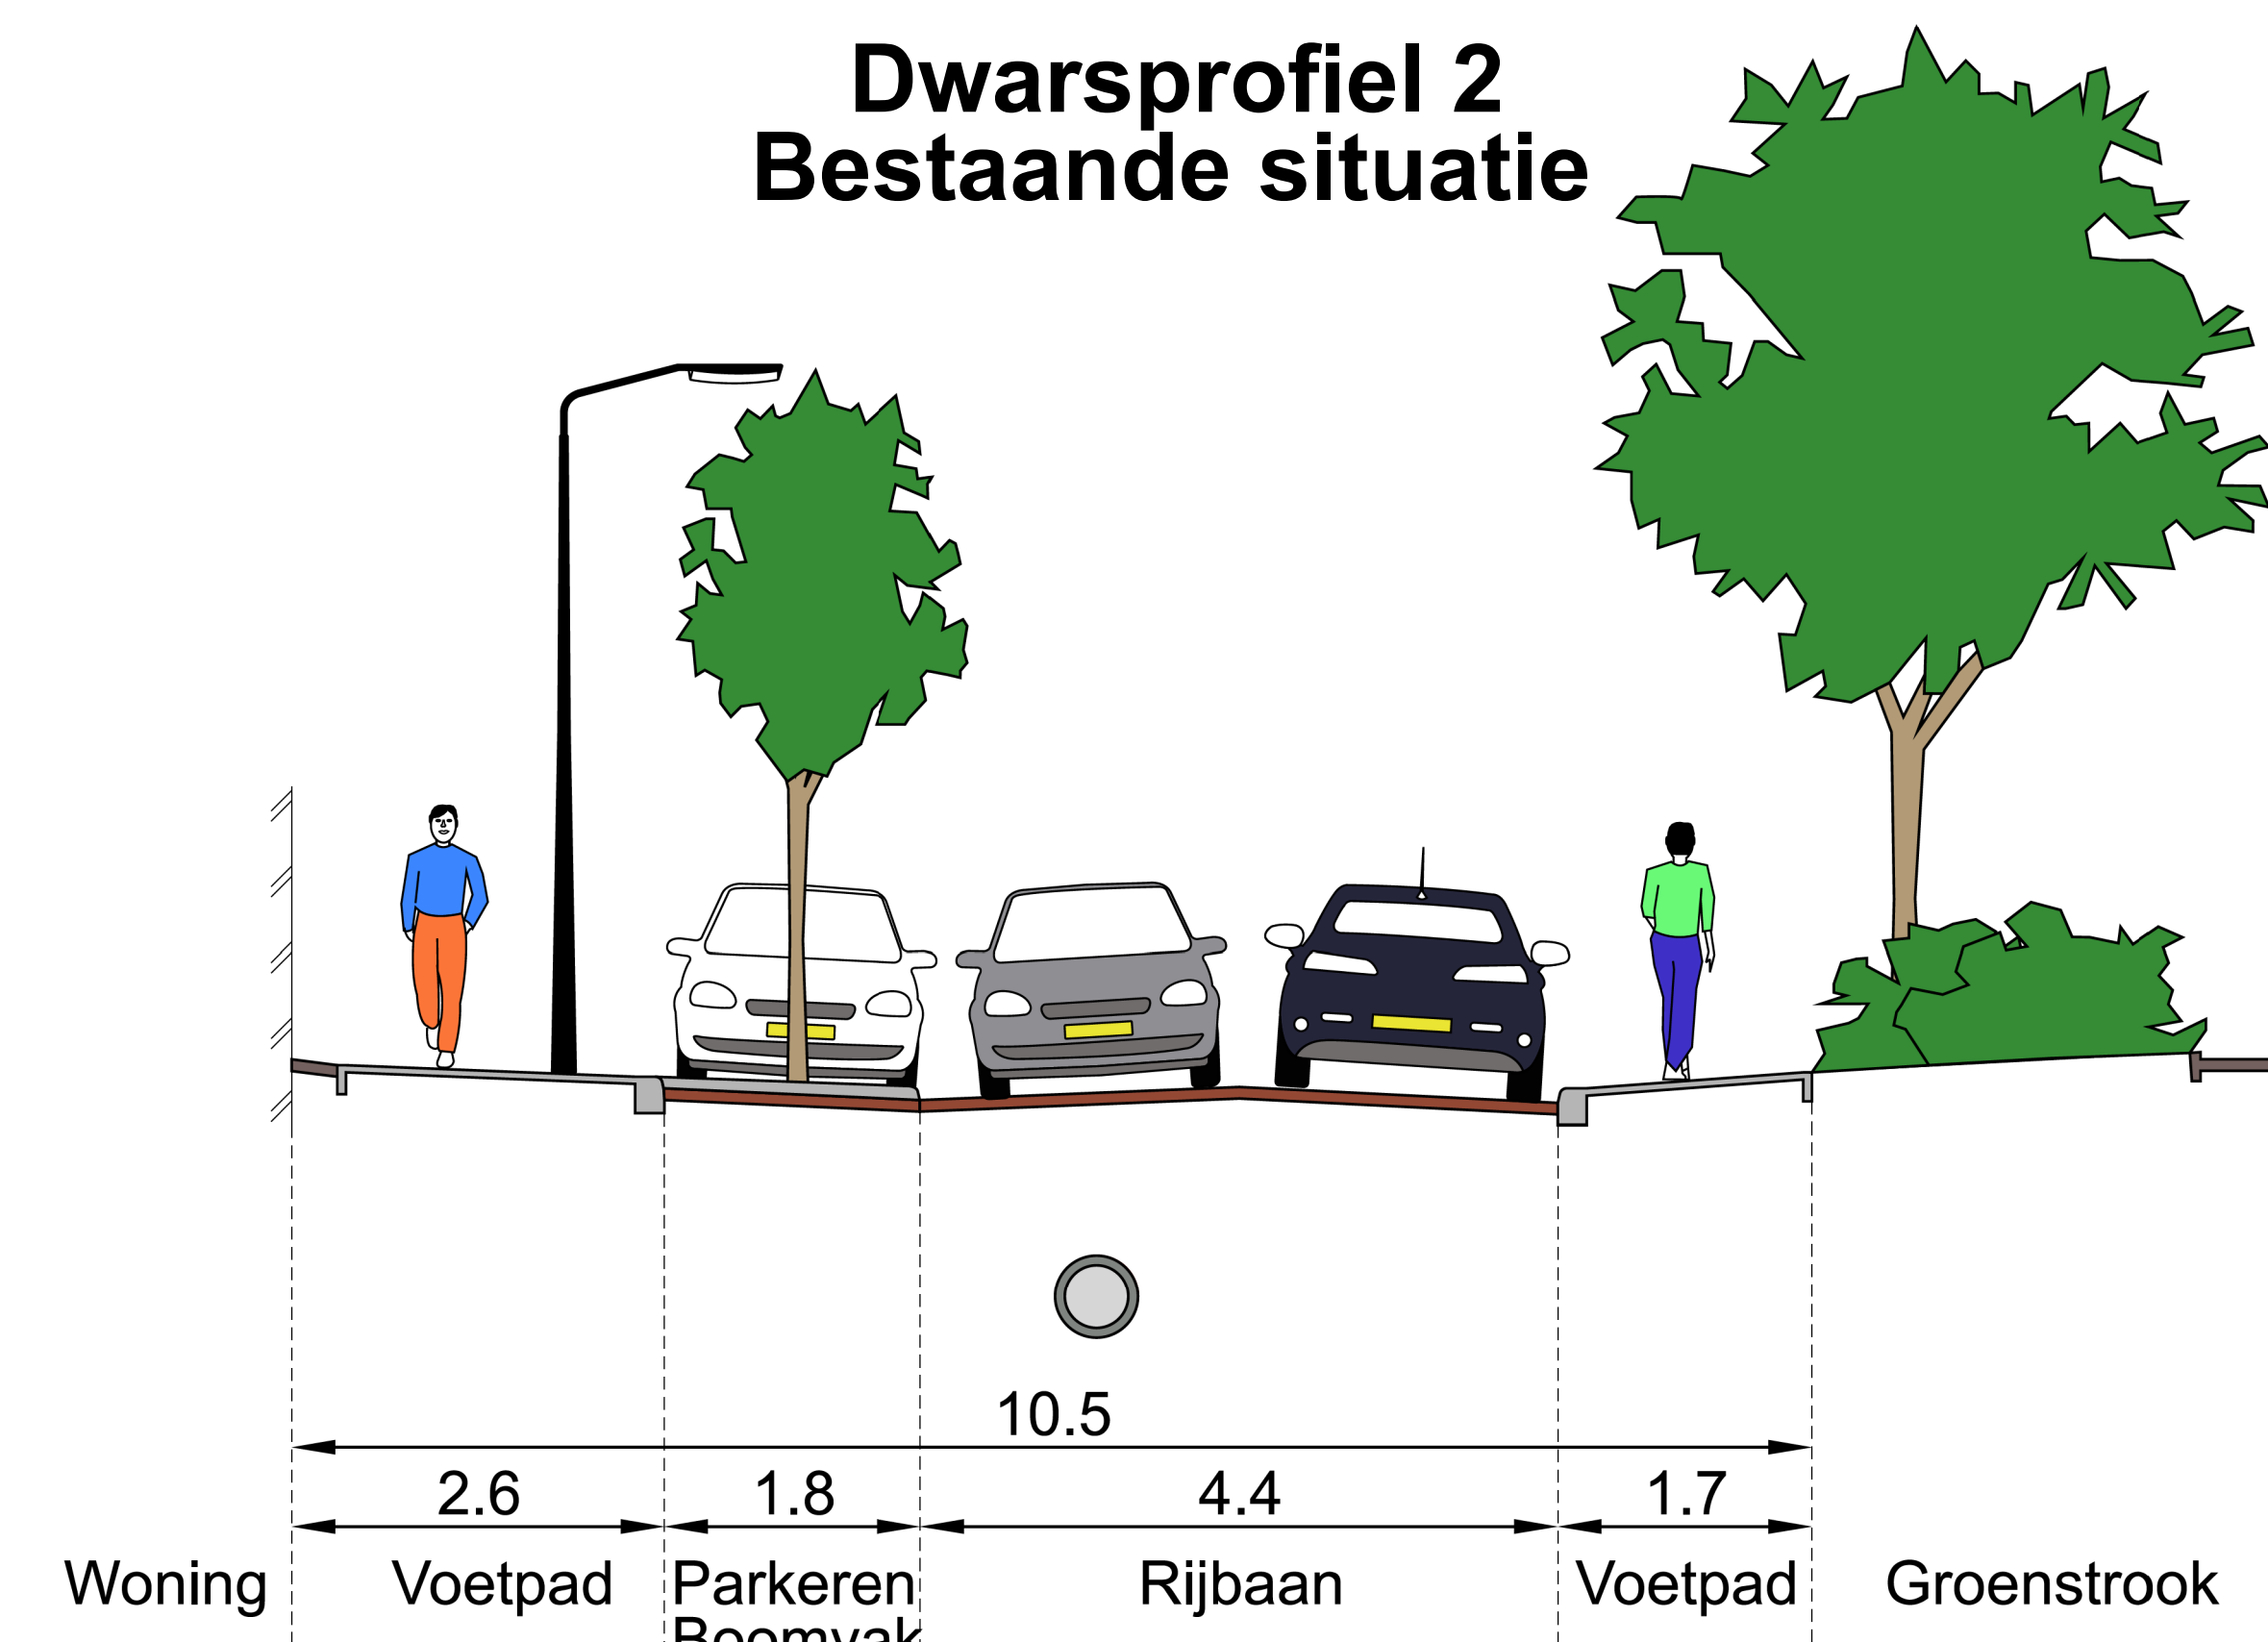 Dwarsprofiel 2
Bestaande situatie
10.5
2.6 1.8 4.4 1.7
Woning Voetpad Parkeren Rijbaan Voetpad Groenstrook
Boomvak